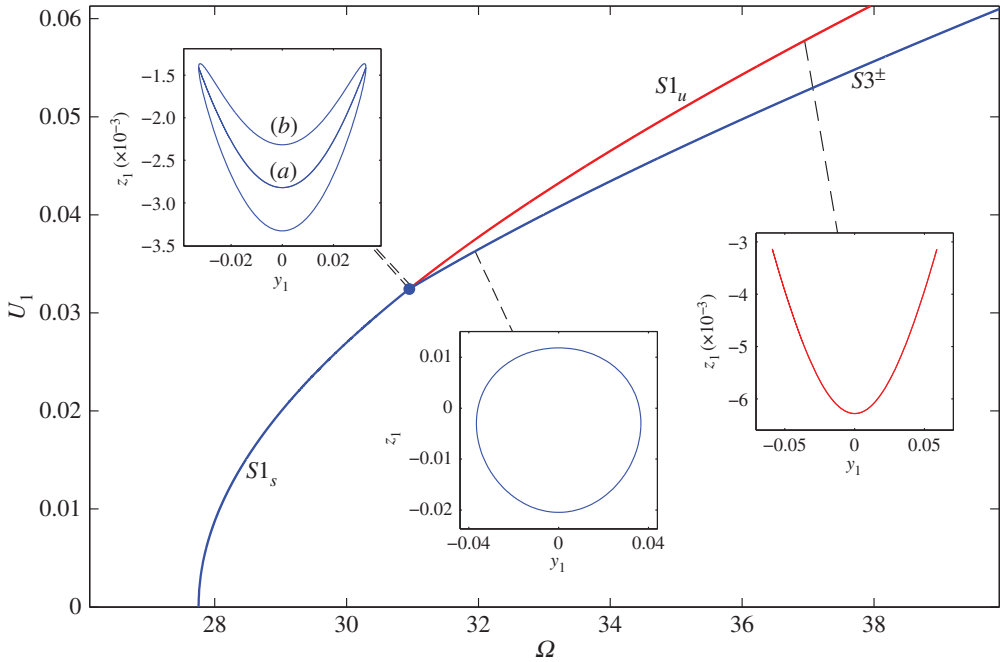 0.06
0.05
0.04
0.03
0.02
0.01
0
U₁
28 30 32 34 36 38
Ω
S1ₛ
S1ᵤ
S3±
−1.5
−2.0
−2.5
−3.0
−3.5
z₁ (×10⁻³)
(b)
(a)
−0.02 0 0.02
y₁
0.01
0
−0.01
−0.02
z₁
−0.04 0 0.04
y₁
−3
−4
−5
−6
z₁ (×10⁻³)
−0.05 0 0.05
y₁